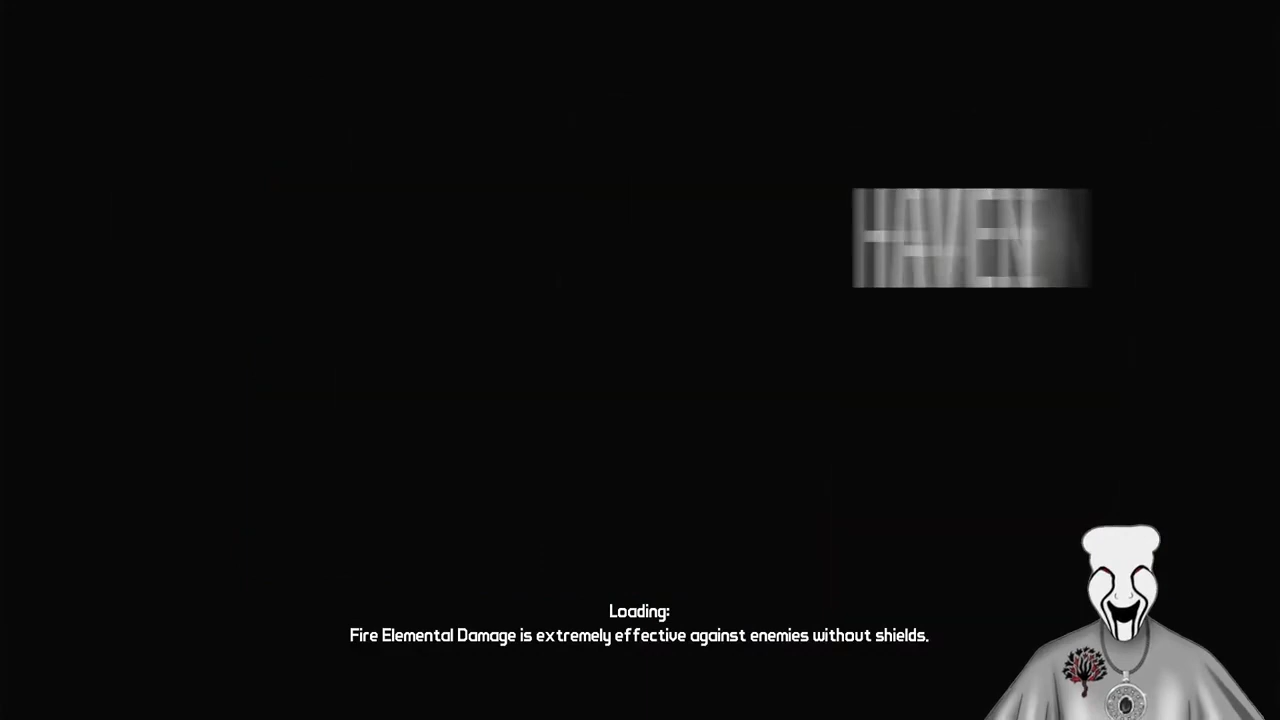 HAVEN
Loading:
Fire Elemental Damage is extremely effective against enemies without shields.